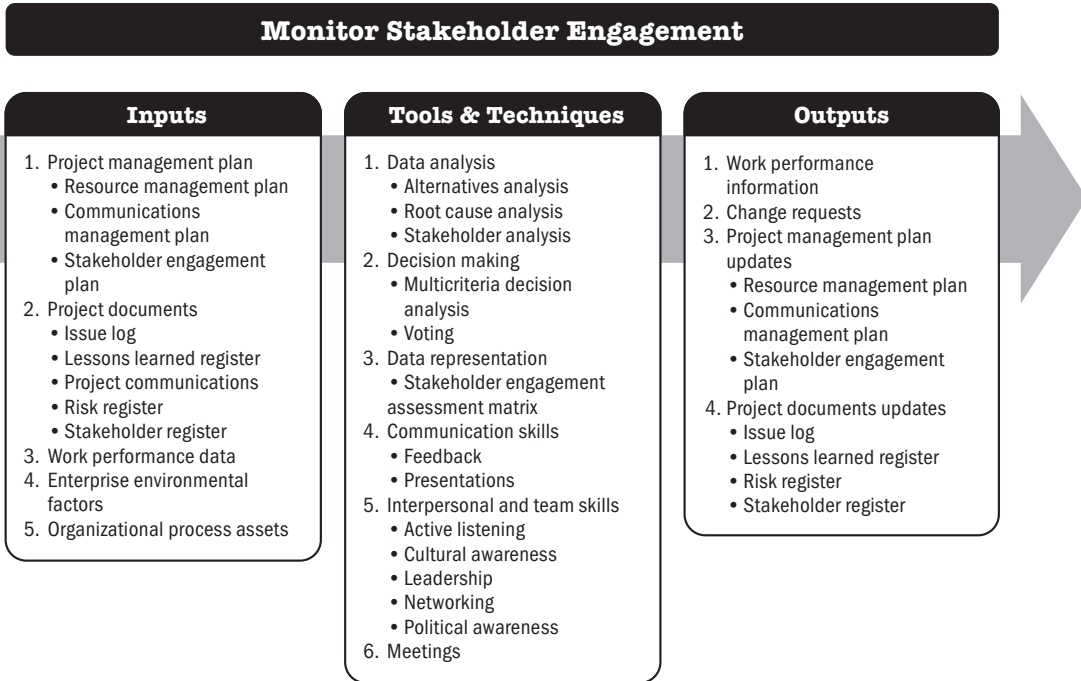 Monitor Stakeholder Engagement
Inputs
1. Project management plan
• Resource management plan
• Communications
management plan
• Stakeholder engagement
plan
2. Project documents
• Issue log
• Lessons learned register
• Project communications
• Risk register
• Stakeholder register
3. Work performance data
4. Enterprise environmental
factors
5. Organizational process assets
Tools & Techniques
1. Data analysis
• Alternatives analysis
• Root cause analysis
• Stakeholder analysis
2. Decision making
• Multicriteria decision
analysis
• Voting
3. Data representation
• Stakeholder engagement
assessment matrix
4. Communication skills
• Feedback
• Presentations
5. Interpersonal and team skills
• Active listening
• Cultural awareness
• Leadership
• Networking
• Political awareness
6. Meetings
Outputs
1. Work performance
information
2. Change requests
3. Project management plan
updates
• Resource management plan
• Communications
management plan
• Stakeholder engagement
plan
4. Project documents updates
• Issue log
• Lessons learned register
• Risk register
• Stakeholder register